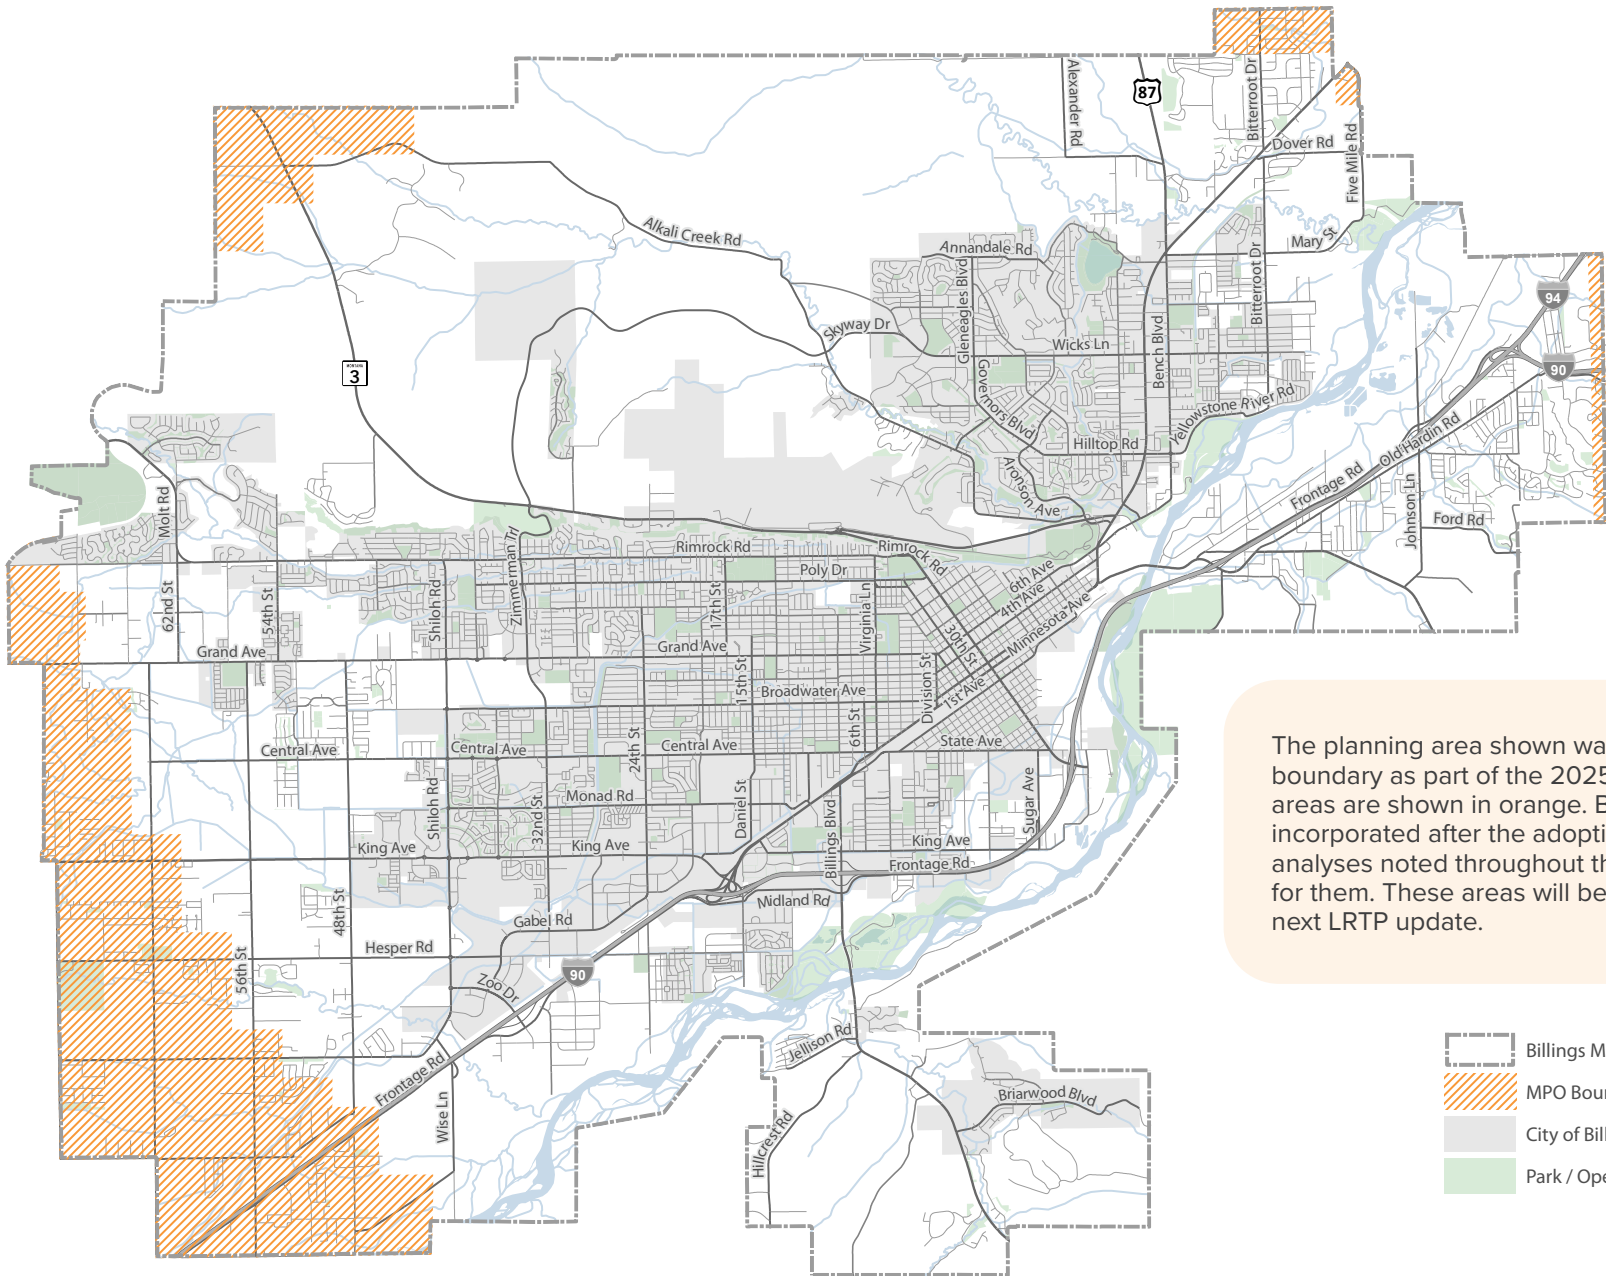 87
Alexander Rd
Bitterroot Dr
Dover Rd
Five Mile Rd
Mary St
Alkali Creek Rd
Annandale Rd
Gleneagles Blvd
Bitterroot Dr
94
Skyway Dr
Wicks Ln
Bench Blvd
90
MONTANA
3
Governors Blvd
Yellowstone River Rd
Hilltop Rd
Old Hardin Rd
Frontage Rd
Aronson Ave
Johnson Ln
Ford Rd
Molt Rd
Zimmerman Trl
Rimrock Rd
Rimrock Rd
Poly Dr
6th Ave
4th Ave
Minnesota Ave
62nd St
54th St
Shiloh Rd
17th St
Virginia Ln
30th St
Grand Ave
Grand Ave
15th St
Broadwater Ave
Division St
1st Ave
6th St
Central Ave
Central Ave
24th St
Central Ave
State Ave
Shiloh Rd
32nd St
Monad Rd
Daniel St
Billings Blvd
Sugar Ave
King Ave
King Ave
King Ave
Frontage Rd
48th St
Midland Rd
Gabel Rd
Hesper Rd
56th St
90
Zoo Dr
Frontage Rd
Wise Ln
Jellison Rd
Hillcrest Rd
Briarwood Blvd
The planning area shown wa
boundary as part of the 2025
areas are shown in orange. B
incorporated after the adopti
analyses noted throughout th
for them. These areas will be
next LRTP update.
Billings M
MPO Boun
City of Bill
Park / Ope